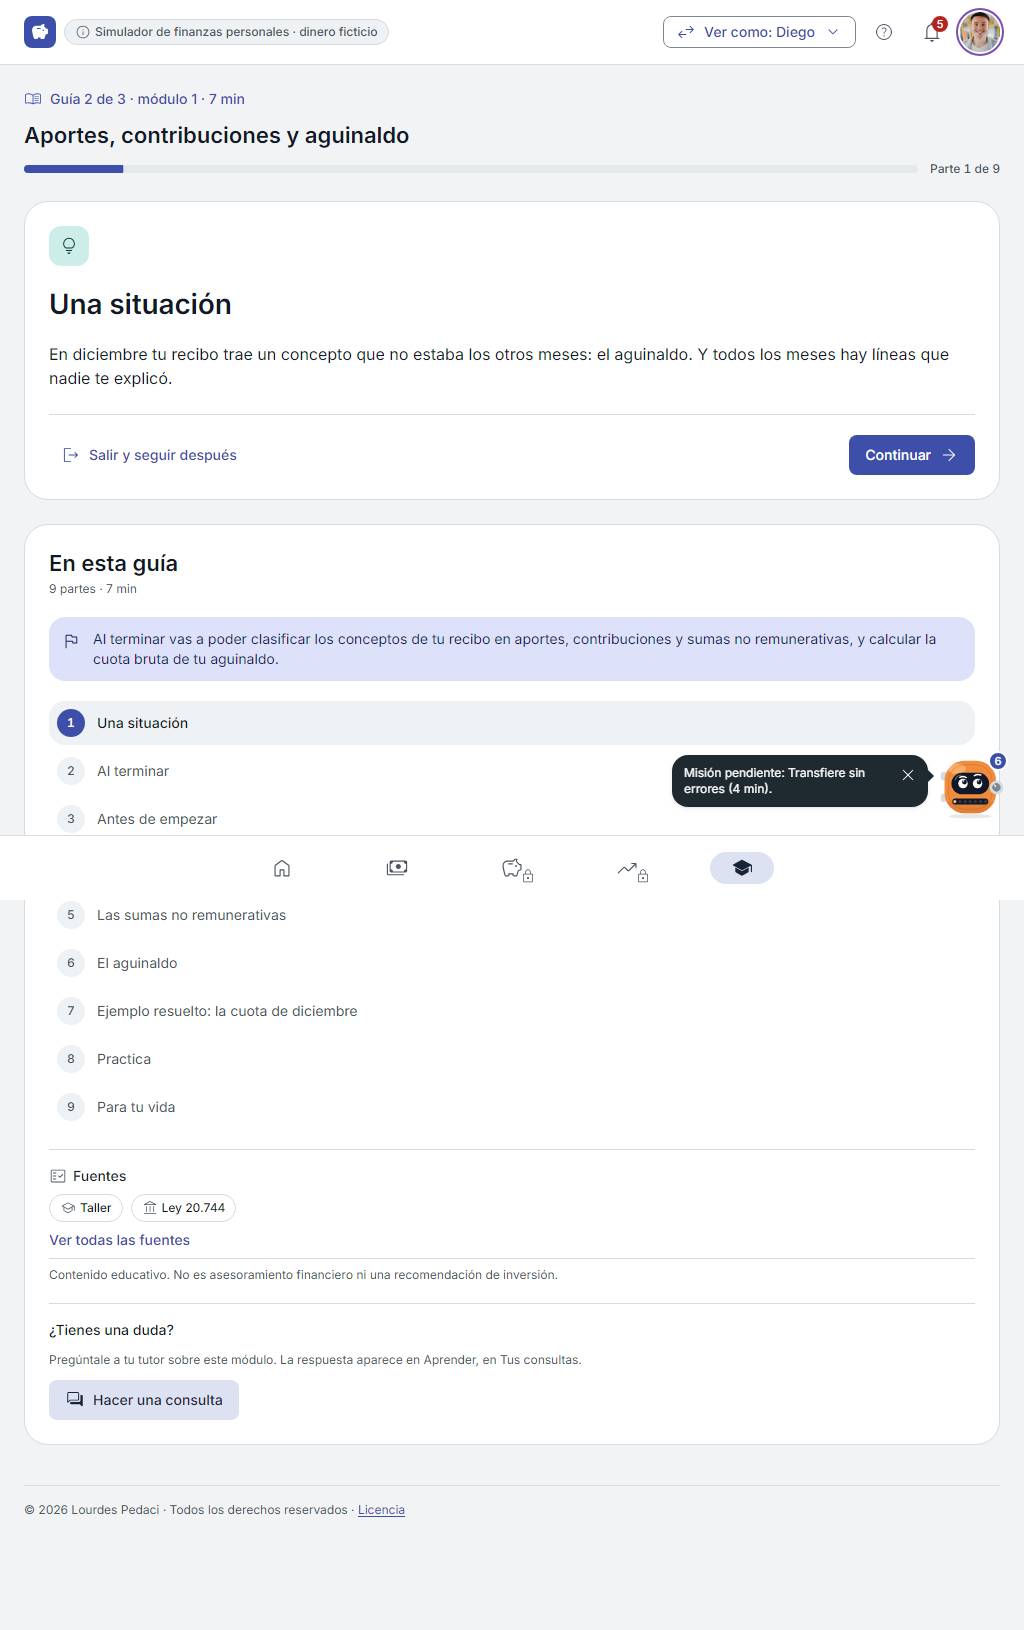 Simulador de finanzas personales · dinero ficticio
Ver como: Diego
5
Guía 2 de 3 · módulo 1 · 7 min
Aportes, contribuciones y aguinaldo
Parte 1 de 9
Una situación
En diciembre tu recibo trae un concepto que no estaba los otros meses: el aguinaldo. Y todos los meses hay líneas que
nadie te explicó.
Salir y seguir después
Continuar
En esta guía
9 partes · 7 min
Al terminar vas a poder clasificar los conceptos de tu recibo en aportes, contribuciones y sumas no remunerativas, y calcular la
cuota bruta de tu aguinaldo.
1 Una situación
2 Al terminar
6
Misión pendiente: Transfiere sin
errores (4 min).
3 Antes de empezar
5 Las sumas no remunerativas
6 El aguinaldo
7 Ejemplo resuelto: la cuota de diciembre
8 Practica
9 Para tu vida
Fuentes
Taller
Ley 20.744
Ver todas las fuentes
Contenido educativo. No es asesoramiento financiero ni una recomendación de inversión.
¿Tienes una duda?
Pregúntale a tu tutor sobre este módulo. La respuesta aparece en Aprender, en Tus consultas.
Hacer una consulta
© 2026 Lourdes Pedaci · Todos los derechos reservados · Licencia